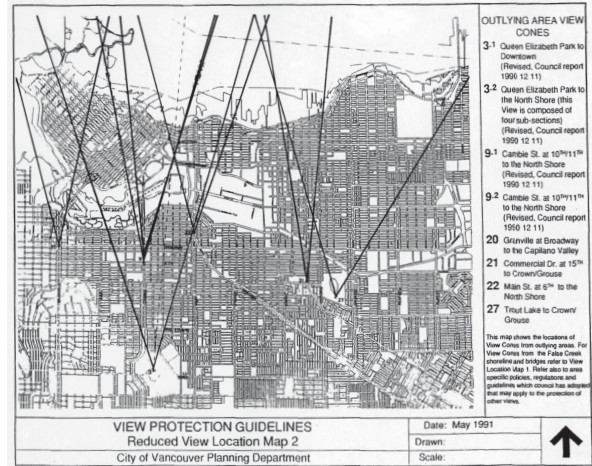 OUTLYING AREA VIEW
CONES
3.1 Queen Elizabeth Park to
Downtown
(Revised, Council report
1990 12 11)
3.2 Queen Elizabeth Park to
the North Shore (this
View is composed of
four sub-sections)
(Revised, Council report
1990 12 11)
9.1 Cambie St. at 10TH/11TH
to the North Shore
(Revised, Council report
1990 12 11)
9.2 Cambie St. at 10TH/11TH
to the North Shore
(Revised, Council report
1990 12 11)
20 Granville at Broadway
to the Capilano Valley
21 Commercial Dr. at 15TH
to Crown/Grouse
22 Main St. at 6TH to the
North Shore
27 Trout Lake to Crown/
Grouse
This map shows the locations of
View Cones from outlying areas. For
View Cones from the False Creek
shoreline and bridges refer to View
Location Map 1. Refer also to area
specific policies, regulations and
guidelines which council has adopted
that may apply to the protection of
other views.
VIEW PROTECTION GUIDELINES
Reduced View Location Map 2
City of Vancouver Planning Department
Date: May 1991
Drawn:
Scale: